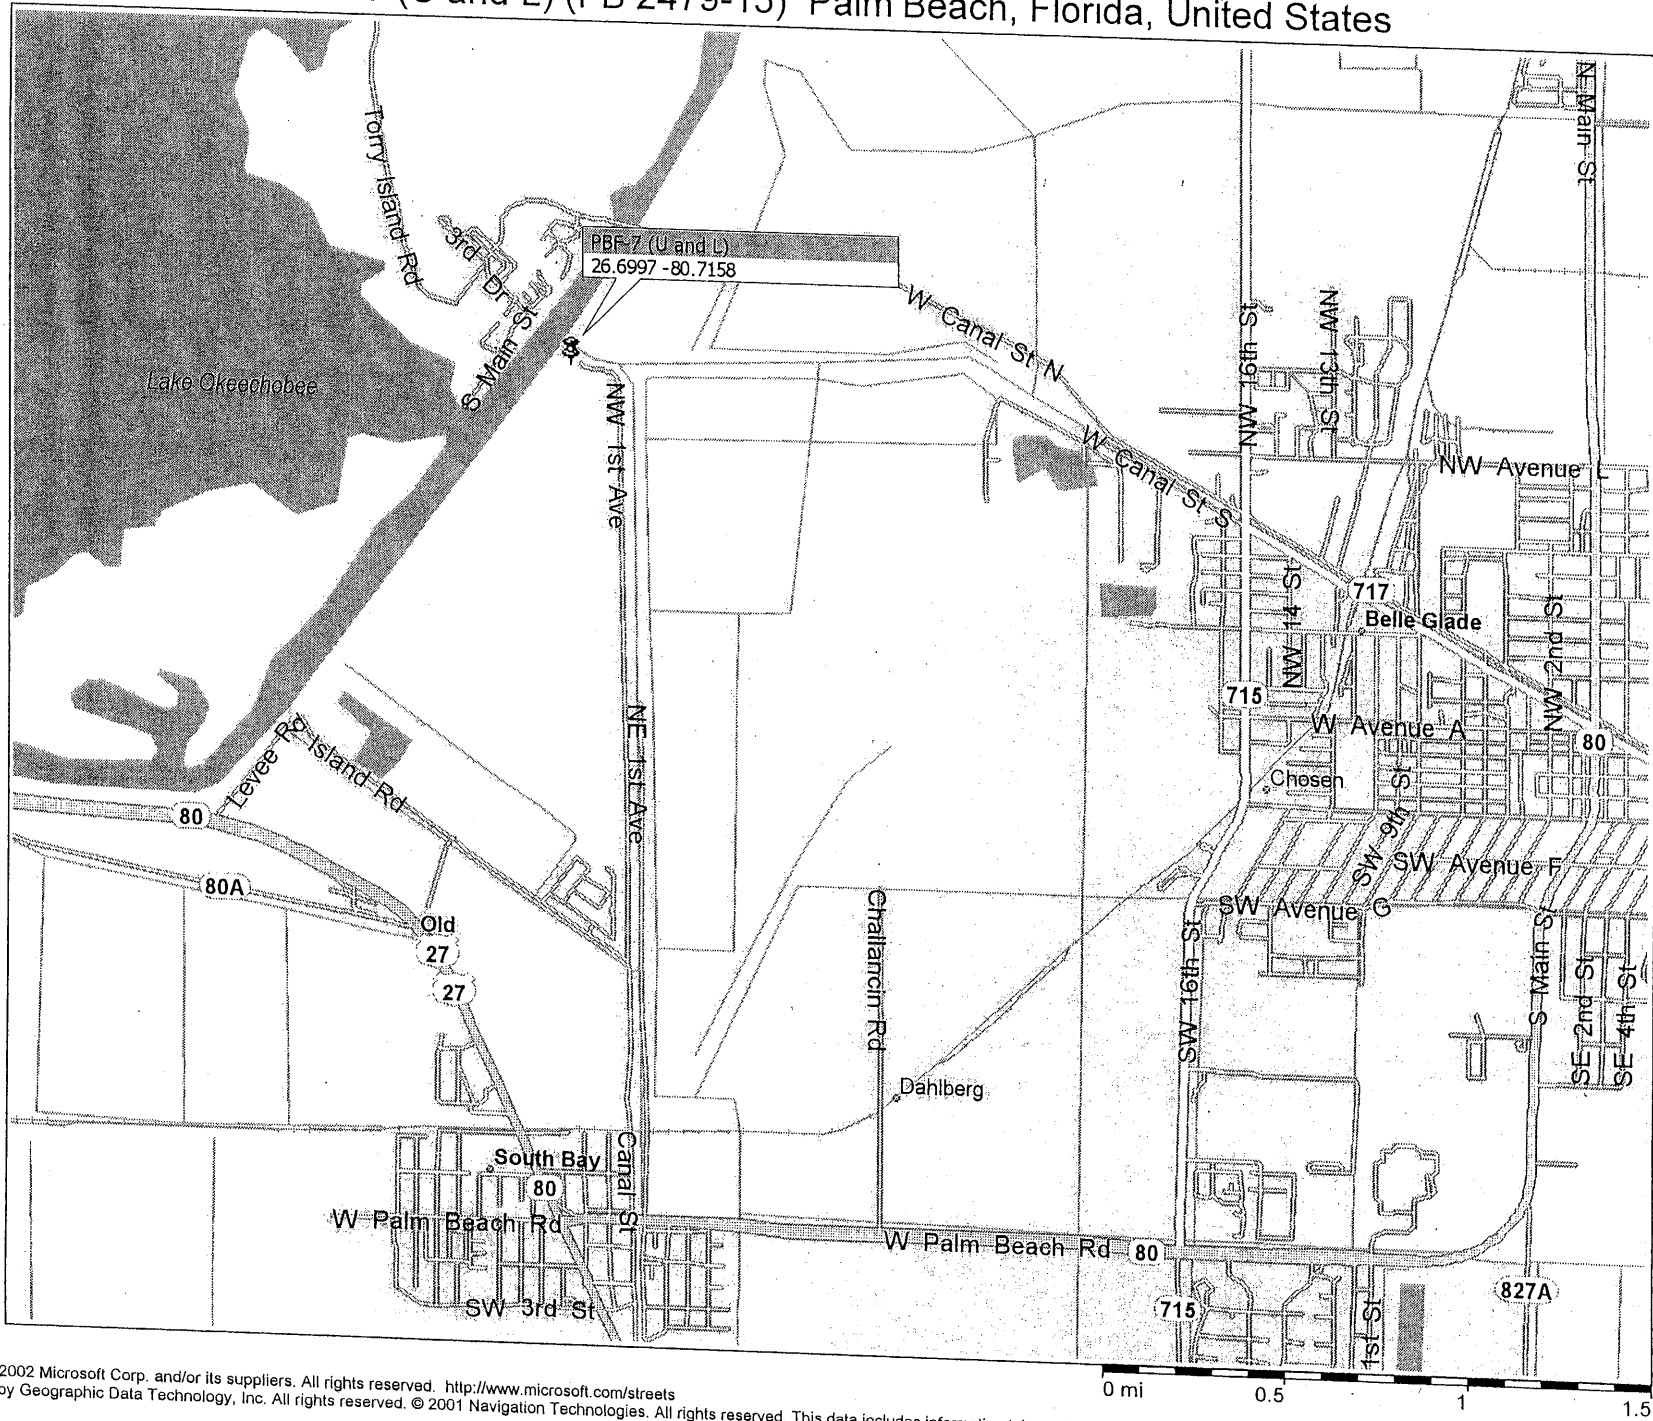 (U and L) (PB 2479-15) Palm Beach, Florida, United States
N Main St
Torry Island Rd
3rd Dr
PBF-7 (U and L)
26.6997 -80.7158
W Canal St N
NW 16th St
NW 13th St
S Main St
Lake Okeechobee
NW 1st Ave
W Canal St S
NW Avenue L
717
Belle Glade
NW 14 St
NW 2nd St
715
NE 1st Ave
W Avenue A
80
Levee Rd
Island Rd
Chosen
80
SW 9th St
SW Avenue F
80A
Old
27
27
Challancin Rd
SW Avenue G
SW 16th St
S Main St
SE 2nd St
SE 4th St
Dahlberg
Canal St
South Bay
80
W Palm Beach Rd
W Palm Beach Rd
80
SW 3rd St
715
1st St
827A
2002 Microsoft Corp. and/or its suppliers. All rights reserved. http://www.microsoft.com/streets
by Geographic Data Technology, Inc. All rights reserved. © 2001 Navigation Technologies. All rights reserved. This data includes
0 mi
0.5
1
1.5